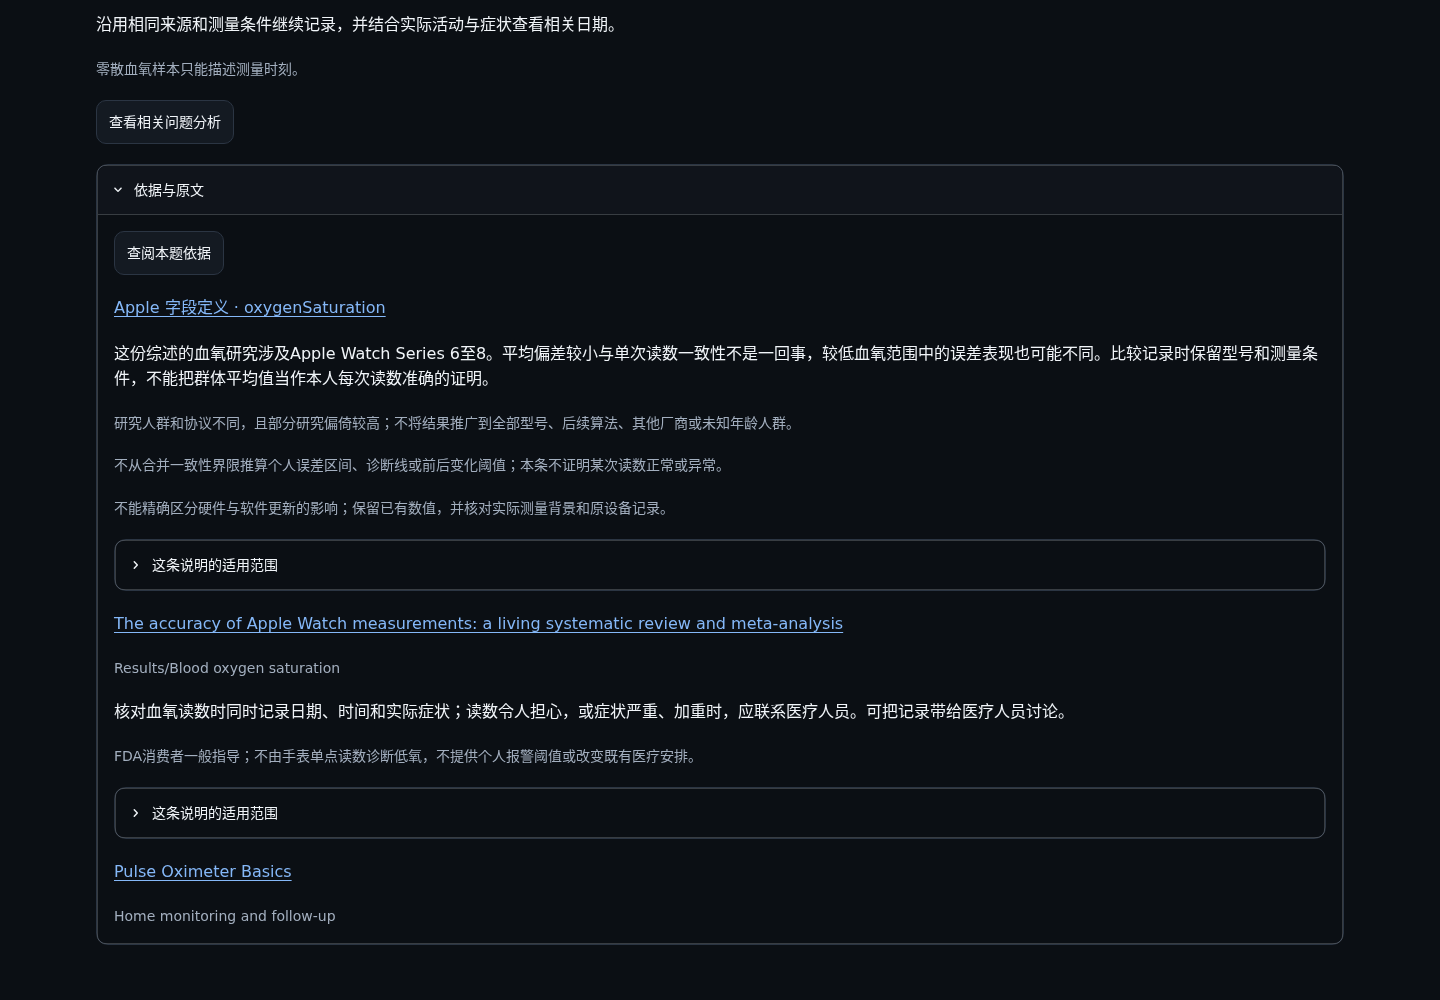 沿用相同来源和测量条件继续记录，并结合实际活动与症状查看相关日期。
零散血氧样本只能描述测量时刻。
查看相关问题分析
依据与原文
查阅本题依据
Apple 字段定义 · oxygenSaturation
这份综述的血氧研究涉及Apple Watch Series 6至8。平均偏差较小与单次读数一致性不是一回事，较低血氧范围中的误差表现也可能不同。比较记录时保留型号和测量条
件，不能把群体平均值当作本人每次读数准确的证明。
研究人群和协议不同，且部分研究偏倚较高；不将结果推广到全部型号、后续算法、其他厂商或未知年龄人群。
不从合并一致性界限推算个人误差区间、诊断线或前后变化阈值；本条不证明某次读数正常或异常。
不能精确区分硬件与软件更新的影响；保留已有数值，并核对实际测量背景和原设备记录。
这条说明的适用范围
The accuracy of Apple Watch measurements: a living systematic review and meta-analysis
Results/Blood oxygen saturation
核对血氧读数时同时记录日期、时间和实际症状；读数令人担心，或症状严重、加重时，应联系医疗人员。可把记录带给医疗人员讨论。
FDA消费者一般指导；不由手表单点读数诊断低氧，不提供个人报警阈值或改变既有医疗安排。
这条说明的适用范围
Pulse Oximeter Basics
Home monitoring and follow-up